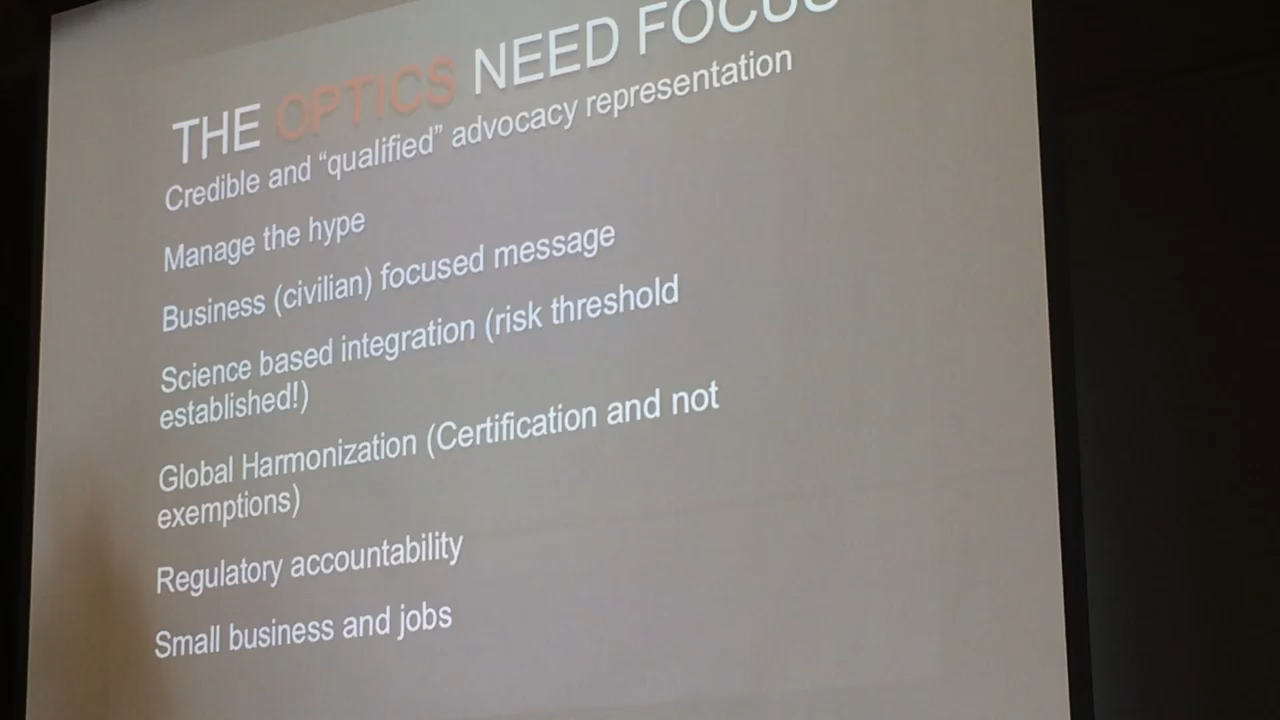 THE OPTICS NEED FOCUS
Credible and “qualified” advocacy representation
Manage the hype
Business (civilian) focused message
Science based integration (risk threshold
established!)
Global Harmonization (Certification and not
exemptions)
Regulatory accountability
Small business and jobs